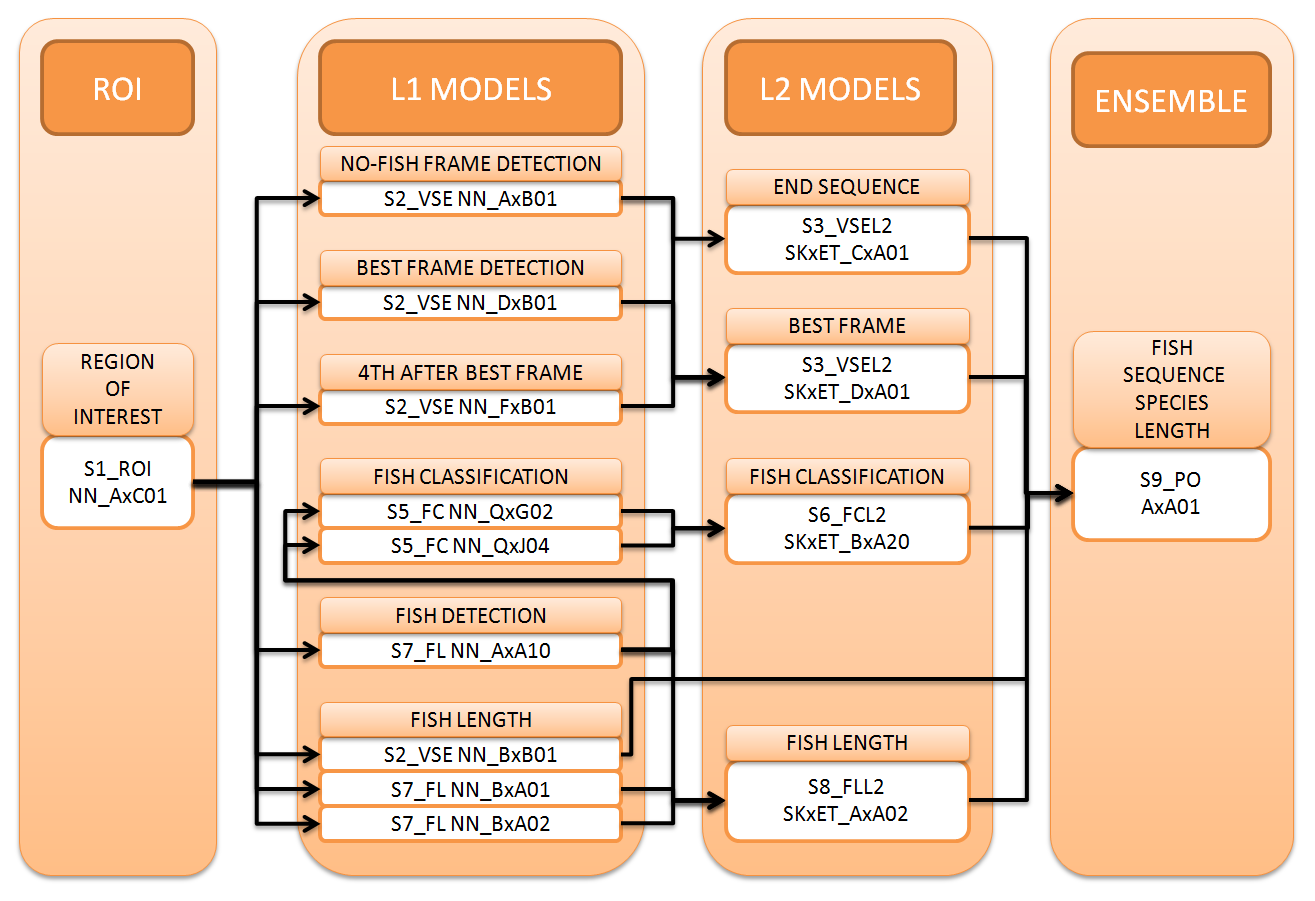 ROI
REGION
OF
INTEREST
S1_ROI
NN_AxC01
L1 MODELS
NO-FISH FRAME DETECTION
S2_VSE NN_AxB01
BEST FRAME DETECTION
S2_VSE NN_DxB01
4TH AFTER BEST FRAME
S2_VSE NN_FxB01
FISH CLASSIFICATION
S5_FC NN_QxG02
S5_FC NN_QxJ04
FISH DETECTION
S7_FL NN_AxA10
FISH LENGTH
S2_VSE NN_BxB01
S7_FL NN_BxA01
S7_FL NN_BxA02
L2 MODELS
END SEQUENCE
S3_VSEL2
SKxET_CxA01
BEST FRAME
S3_VSEL2
SKxET_DxA01
FISH CLASSIFICATION
S6_FCL2
SKxET_BxA20
FISH LENGTH
S8_FLL2
SKxET_AxA02
ENSEMBLE
FISH
SEQUENCE
SPECIES
LENGTH
S9_PO
AxA01